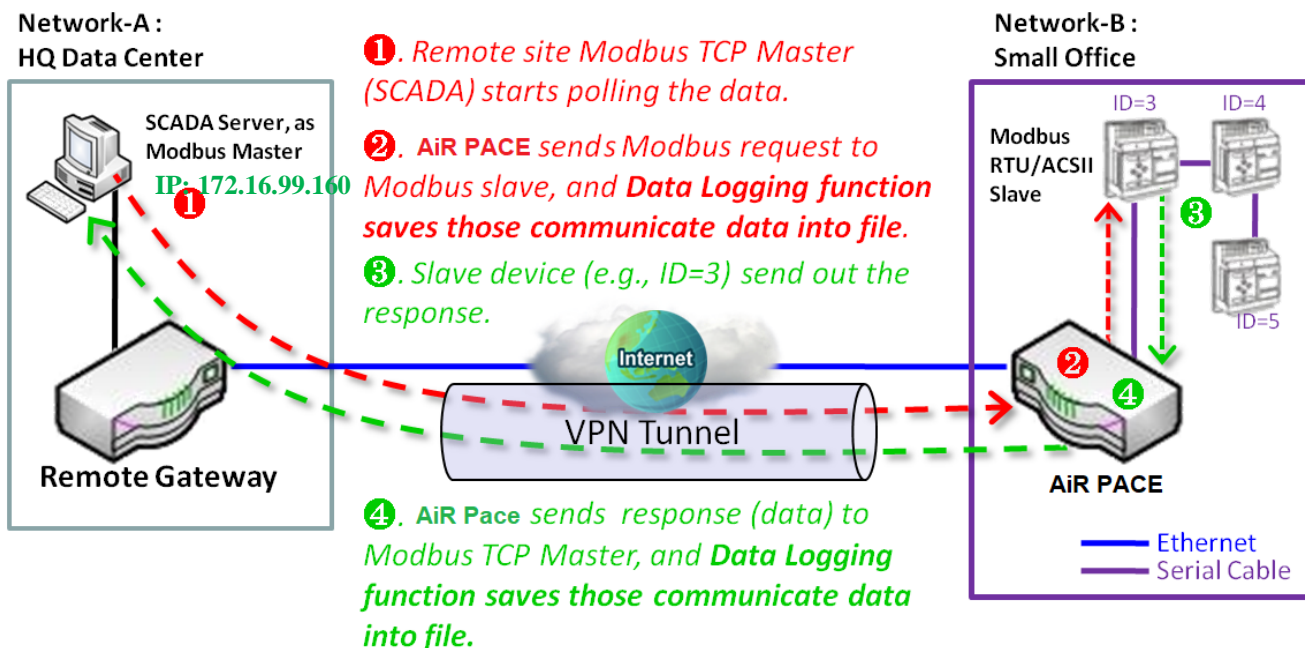 Network-A :
HQ Data Center
SCADA Server, as
Modbus Master
IP: 172.16.99.160
1
Remote Gateway
❶. Remote site Modbus TCP Master
(SCADA) starts polling the data.
❷. AiR PACE sends Modbus request to
Modbus slave, and Data Logging function
saves those communicate data into file.
❸. Slave device (e.g., ID=3) send out the
response.
Internet
VPN Tunnel
❹. AiR Pace sends response (data) to
Modbus TCP Master, and Data Logging
function saves those communicate data
into file.
Network-B :
Small Office
ID=3
ID=4
Modbus
RTU/ACSII
Slave
3
ID=5
2
4
AiR PACE
Ethernet
Serial Cable